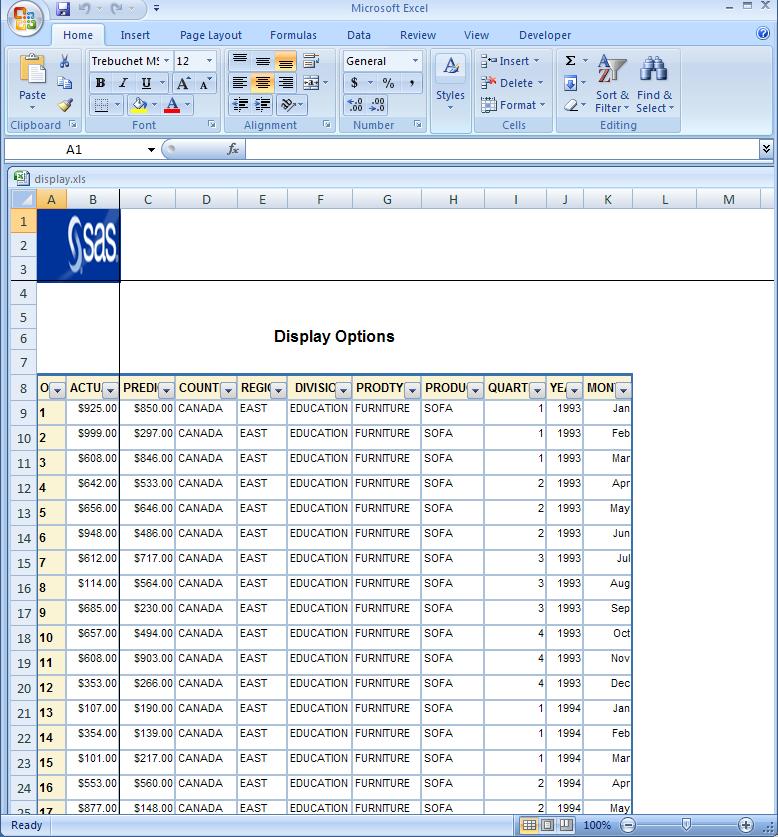 Microsoft Excel
Home Insert Page Layout Formulas Data Review View Developer
Trebuchet MS 12 General Insert
Paste B I U A A $ % , Styles Delete Sort & Find &
Format Filter Select
Clipboard Font Alignment Number Cells Editing
A1 fx
display.xls
A B C D E F G H I J K L M
1
2 sas
3
4
5
6 Display Options
7
8 O ACTU PREDI COUNT REGIO DIVISIC PRODTY PRODU QUART YEA MON
9 1 $925.00 $850.00 CANADA EAST EDUCATION FURNITURE SOFA 1 1993 Jan
10 2 $999.00 $297.00 CANADA EAST EDUCATION FURNITURE SOFA 1 1993 Feb
11 3 $608.00 $846.00 CANADA EAST EDUCATION FURNITURE SOFA 1 1993 Mar
12 4 $642.00 $533.00 CANADA EAST EDUCATION FURNITURE SOFA 2 1993 Apr
13 5 $656.00 $646.00 CANADA EAST EDUCATION FURNITURE SOFA 2 1993 May
14 6 $948.00 $486.00 CANADA EAST EDUCATION FURNITURE SOFA 2 1993 Jun
15 7 $612.00 $717.00 CANADA EAST EDUCATION FURNITURE SOFA 3 1993 Jul
16 8 $114.00 $564.00 CANADA EAST EDUCATION FURNITURE SOFA 3 1993 Aug
17 9 $685.00 $230.00 CANADA EAST EDUCATION FURNITURE SOFA 3 1993 Sep
18 10 $657.00 $494.00 CANADA EAST EDUCATION FURNITURE SOFA 4 1993 Oct
19 11 $608.00 $903.00 CANADA EAST EDUCATION FURNITURE SOFA 4 1993 Nov
20 12 $353.00 $266.00 CANADA EAST EDUCATION FURNITURE SOFA 4 1993 Dec
21 13 $107.00 $190.00 CANADA EAST EDUCATION FURNITURE SOFA 1 1994 Jan
22 14 $354.00 $139.00 CANADA EAST EDUCATION FURNITURE SOFA 1 1994 Feb
23 15 $101.00 $217.00 CANADA EAST EDUCATION FURNITURE SOFA 1 1994 Mar
24 16 $553.00 $560.00 CANADA EAST EDUCATION FURNITURE SOFA 2 1994 Apr
25 17 $877.00 $148.00 CANADA EAST EDUCATION FURNITURE SOFA 2 1994 May
Ready 100%